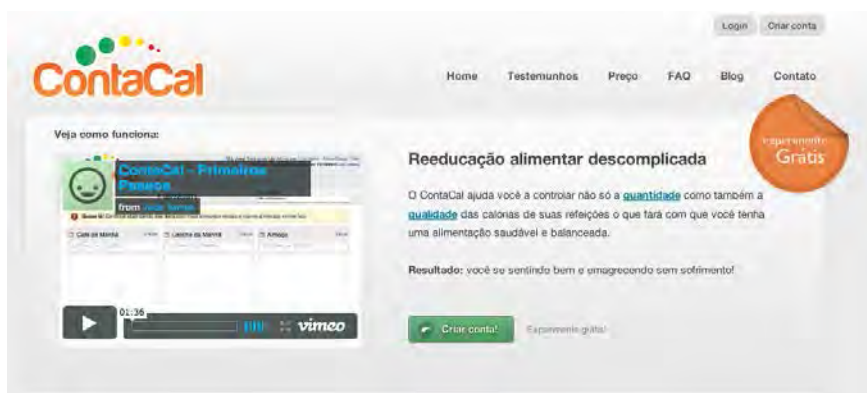 Login Criar conta
ContaCal
Home Testemunhos Preço FAQ Blog Contato
Veja como funciona:
experimente
Grátis
ContaCal - Primeiros
Passos
from
Reeducação alimentar descomplicada
O ContaCal ajuda você a controlar não só a quantidade como também a
qualidade das calorias de suas refeições o que fará com que você tenha
uma alimentação saudável e balanceada.
Resultado: você se sentindo bem e emagrecendo sem sofrimento!
Café da Manhã Lanche da Manhã Almoço
01:36
vimeo
Criar conta! Experimente grátis!